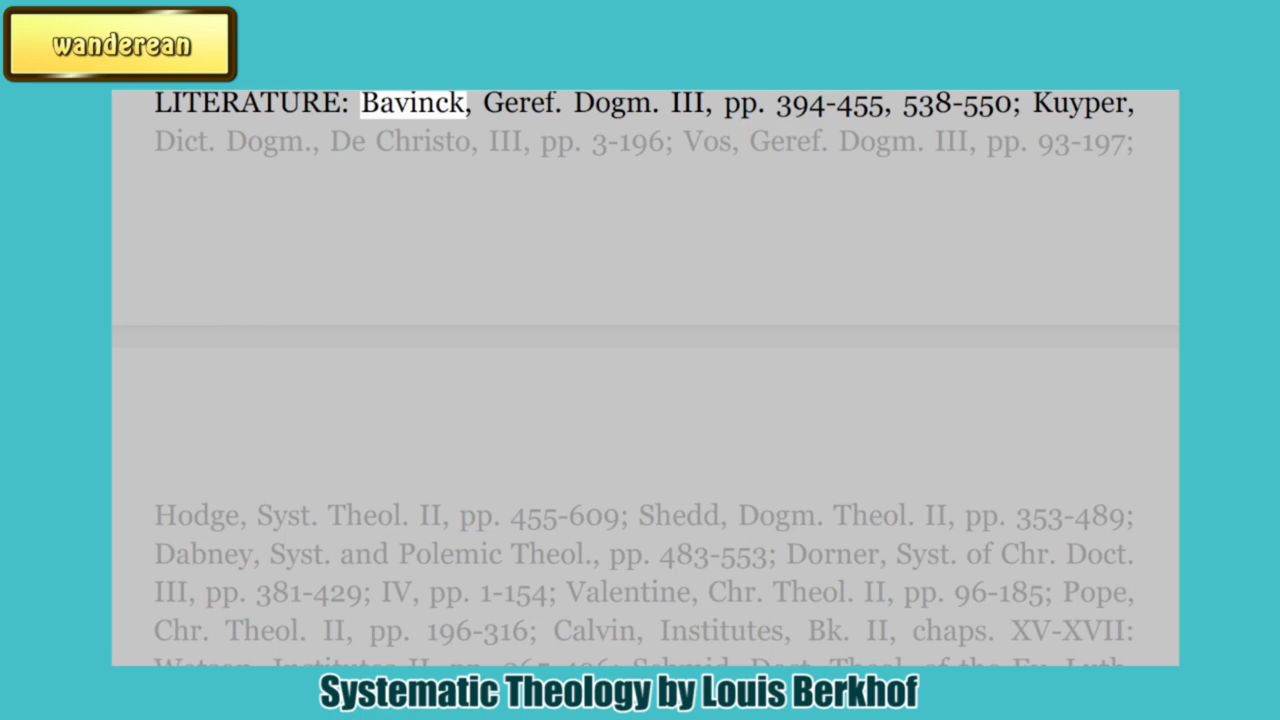 wanderean
LITERATURE: Bavinck, Geref. Dogm. III, pp. 394-455, 538-550; Kuyper,
Dict. Dogm., De Christo, III, pp. 3-196; Vos, Geref. Dogm. III, pp. 93-197;
Hodge, Syst. Theol. II, pp. 455-609; Shedd, Dogm. Theol. II, pp. 353-489;
Dabney, Syst. and Polemic Theol., pp. 483-553; Dorner, Syst. of Chr. Doct.
III, pp. 381-429; IV, pp. 1-154; Valentine, Chr. Theol. II, pp. 96-185; Pope,
Chr. Theol. II, pp. 196-316; Calvin, Institutes, Bk. II, chaps. XV-XVII:
Systematic Theology by Louis Berkhof